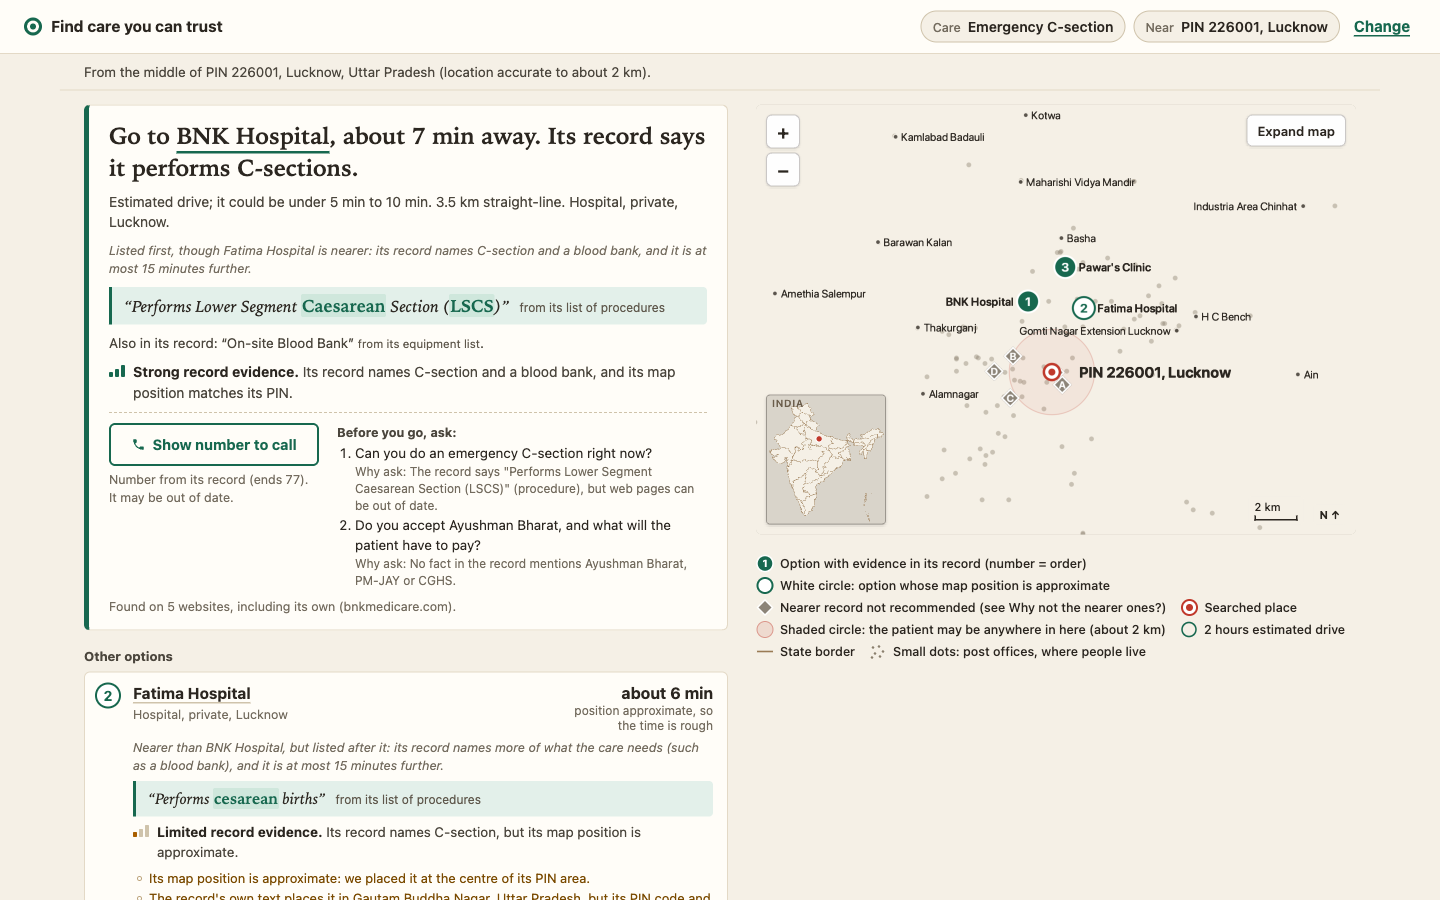 Find care you can trust
Care Emergency C-section
Near PIN 226001, Lucknow
Change
From the middle of PIN 226001, Lucknow, Uttar Pradesh (location accurate to about 2 km).
Go to BNK Hospital, about 7 min away. Its record says
it performs C-sections.
Estimated drive; it could be under 5 min to 10 min. 3.5 km straight-line. Hospital, private,
Lucknow.
Listed first, though Fatima Hospital is nearer: its record names C-section and a blood bank, and it is at
most 15 minutes further.
“Performs Lower Segment Caesarean Section (LSCS)” from its list of procedures
Also in its record: “On-site Blood Bank” from its equipment list.
Strong record evidence. Its record names C-section and a blood bank, and its map
position matches its PIN.
Show number to call
Number from its record (ends 77).
It may be out of date.
Before you go, ask:
1. Can you do an emergency C-section right now?
Why ask: The record says "Performs Lower Segment
Caesarean Section (LSCS)" (procedure), but web pages can
be out of date.
2. Do you accept Ayushman Bharat, and what will the
patient have to pay?
Why ask: No fact in the record mentions Ayushman Bharat,
PM-JAY or CGHS.
Found on 5 websites, including its own (bnkmedicare.com).
Other options
2 Fatima Hospital
about 6 min
Hospital, private, Lucknow
position approximate, so
the time is rough
Nearer than BNK Hospital, but listed after it: its record names more of what the care needs (such
as a blood bank), and it is at most 15 minutes further.
“Performs cesarean births” from its list of procedures
Limited record evidence. Its record names C-section, but its map position is
approximate.
Its map position is approximate: we placed it at the centre of its PIN area.
The record's own text places it in Gautam Buddha Nagar, Uttar Pradesh, but its PIN code and
+
−
Expand map
Kotwa
Kamlabad Badauli
Maharishi Vidya Mandir
Industria Area Chinhat
Barawan Kalan
Basha
3 Pawar's Clinic
Amethia Salempur
BNK Hospital 1
2 Fatima Hospital
H C Bench
Thakurganj
Gomti Nagar Extension Lucknow
B
D
A
C
PIN 226001, Lucknow
Ain
Alamnagar
INDIA
2 km
N ↑
1 Option with evidence in its record (number = order)
White circle: option whose map position is approximate
Nearer record not recommended (see Why not the nearer ones?)
Searched place
Shaded circle: the patient may be anywhere in here (about 2 km)
2 hours estimated drive
State border
Small dots: post offices, where people live